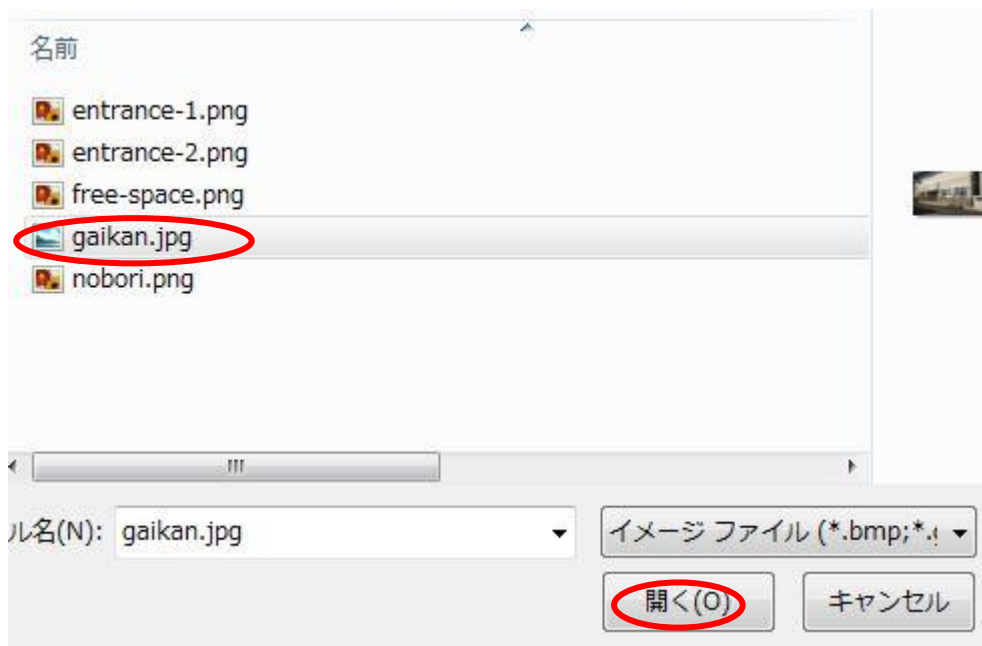 名前
entrance-1.png
entrance-2.png
free-space.png
gaikan.jpg
nobori.png
ル名(N): gaikan.jpg イメージ ファイル (*.bmp;*.
開く(O) キャンセル